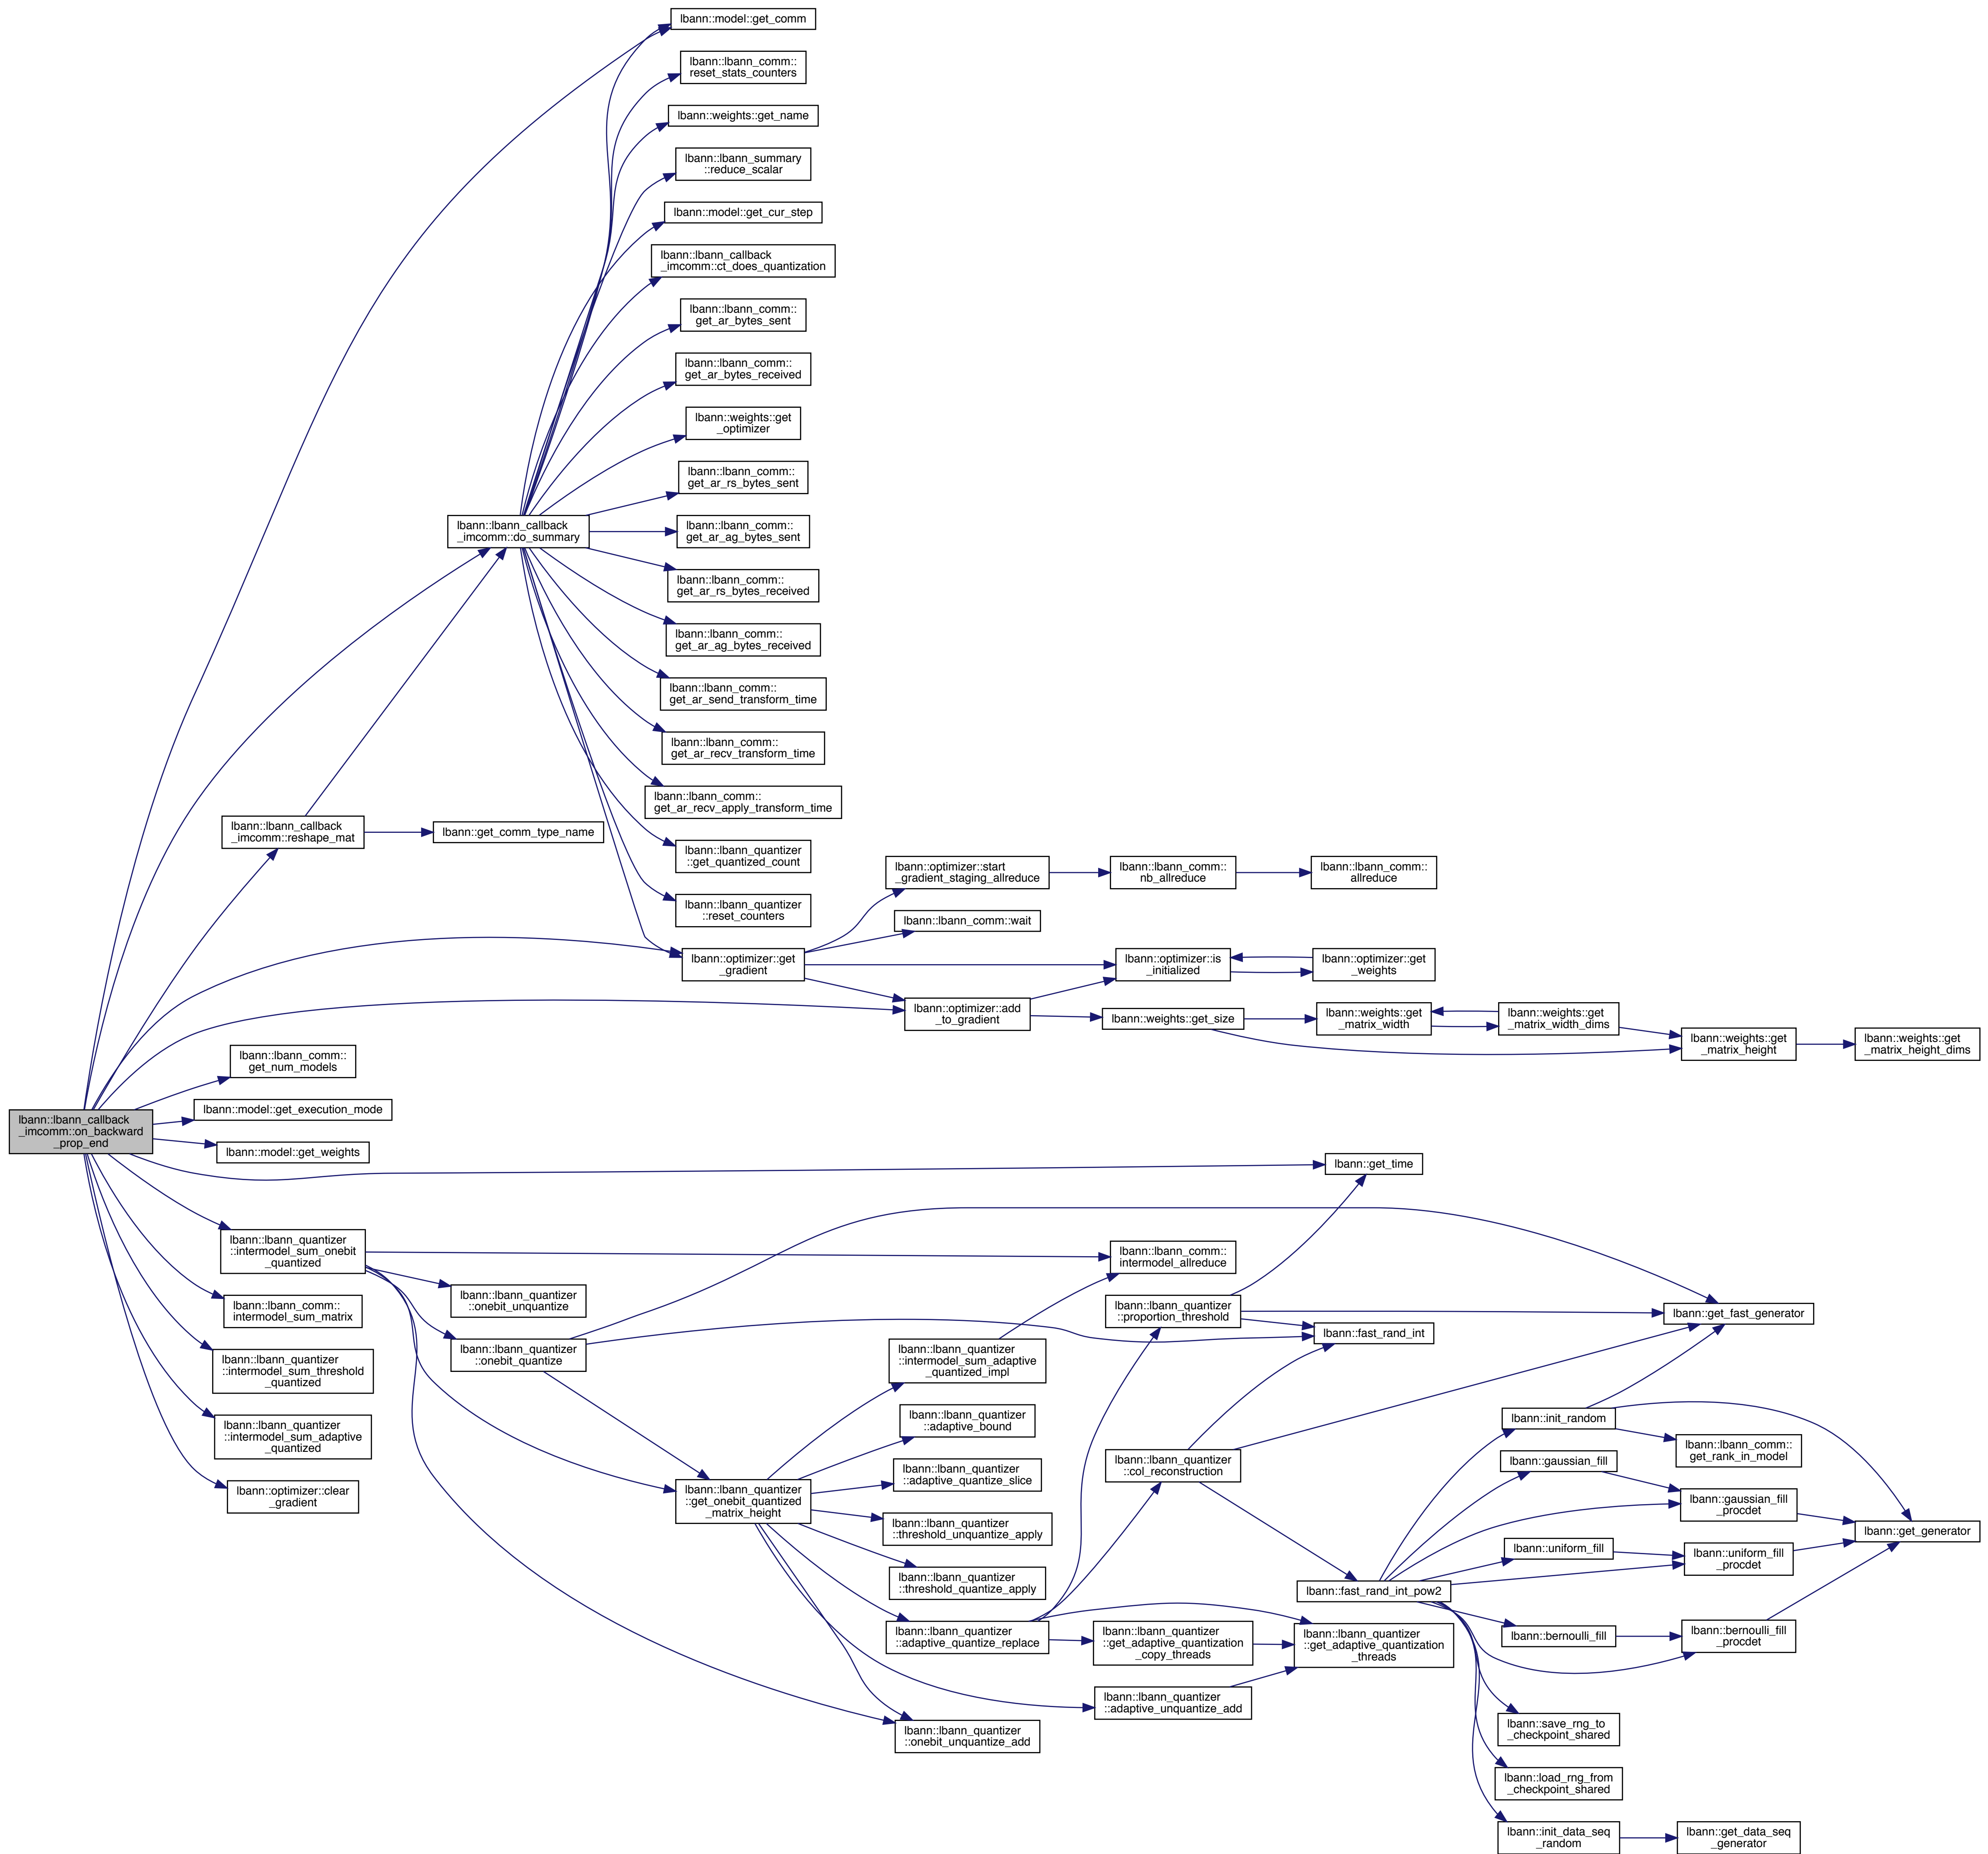 lbann::model::get_comm
lbann::lbann_comm::
reset_stats_counters
lbann::weights::get_name
lbann::lbann_summary
::reduce_scalar
lbann::model::get_cur_step
lbann::lbann_callback
_imcomm::ct_does_quantization
lbann::lbann_comm::
get_ar_bytes_sent
lbann::lbann_comm::
get_ar_bytes_received
lbann::weights::get
_optimizer
lbann::lbann_comm::
get_ar_rs_bytes_sent
lbann::lbann_callback
_imcomm::do_summary
lbann::lbann_comm::
get_ar_ag_bytes_sent
lbann::lbann_comm::
get_ar_rs_bytes_received
lbann::lbann_comm::
get_ar_ag_bytes_received
lbann::lbann_comm::
get_ar_send_transform_time
lbann::lbann_comm::
get_ar_recv_transform_time
lbann::lbann_comm::
get_ar_recv_apply_transform_time
lbann::lbann_callback
_imcomm::reshape_mat
lbann::get_comm_type_name
lbann::lbann_quantizer
::get_quantized_count
lbann::optimizer::start
_gradient_staging_allreduce
lbann::lbann_comm::
nb_allreduce
lbann::lbann_comm::
allreduce
lbann::lbann_quantizer
::reset_counters
lbann::lbann_comm::wait
lbann::optimizer::get
_gradient
lbann::optimizer::is
_initialized
lbann::optimizer::get
_weights
lbann::optimizer::add
_to_gradient
lbann::weights::get_size
lbann::weights::get
_matrix_width
lbann::weights::get
_matrix_width_dims
lbann::weights::get
_matrix_height
lbann::weights::get
_matrix_height_dims
lbann::lbann_comm::
get_num_models
lbann::model::get_execution_mode
lbann::lbann_callback
_imcomm::on_backward
_prop_end
lbann::model::get_weights
lbann::get_time
lbann::lbann_quantizer
::intermodel_sum_onebit
_quantized
lbann::lbann_comm::
intermodel_allreduce
lbann::lbann_quantizer
::onebit_unquantize
lbann::lbann_comm::
intermodel_sum_matrix
lbann::lbann_quantizer
::proportion_threshold
lbann::get_fast_generator
lbann::fast_rand_int
lbann::lbann_quantizer
::onebit_quantize
lbann::lbann_quantizer
::intermodel_sum_adaptive
_quantized_impl
lbann::lbann_quantizer
::intermodel_sum_threshold
_quantized
lbann::lbann_quantizer
::adaptive_bound
lbann::init_random
lbann::lbann_quantizer
::intermodel_sum_adaptive
_quantized
lbann::lbann_comm::
get_rank_in_model
lbann::lbann_quantizer
::col_reconstruction
lbann::gaussian_fill
lbann::lbann_quantizer
::adaptive_quantize_slice
lbann::optimizer::clear
_gradient
lbann::lbann_quantizer
::get_onebit_quantized
_matrix_height
lbann::gaussian_fill
_procdet
lbann::lbann_quantizer
::threshold_unquantize_apply
lbann::get_generator
lbann::uniform_fill
lbann::uniform_fill
_procdet
lbann::lbann_quantizer
::threshold_quantize_apply
lbann::fast_rand_int_pow2
lbann::lbann_quantizer
::adaptive_quantize_replace
lbann::lbann_quantizer
::get_adaptive_quantization
_copy_threads
lbann::lbann_quantizer
::get_adaptive_quantization
_threads
lbann::bernoulli_fill
lbann::bernoulli_fill
_procdet
lbann::lbann_quantizer
::adaptive_unquantize_add
lbann::lbann_quantizer
::onebit_unquantize_add
lbann::save_rng_to
_checkpoint_shared
lbann::load_rng_from
_checkpoint_shared
lbann::init_data_seq
_random
lbann::get_data_seq
_generator